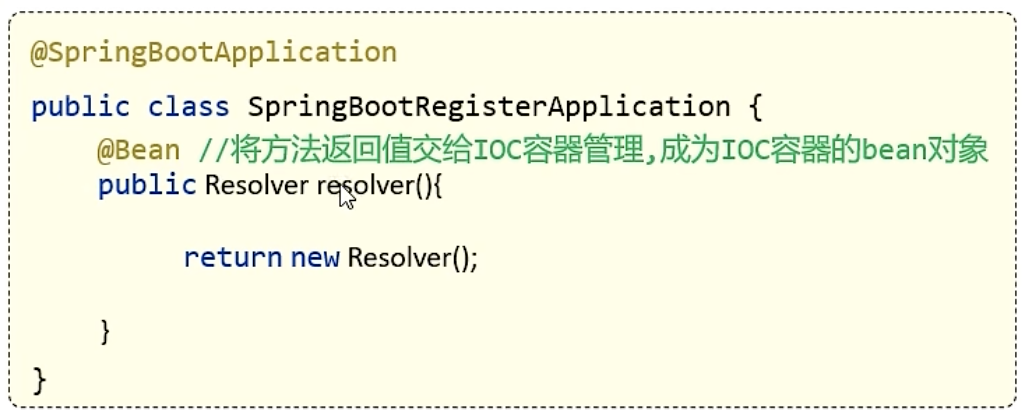 @SpringBootApplication
public class SpringBootRegisterApplication {
@Bean //将方法返回值交给IOC容器管理,成为IOC容器的bean对象
public Resolver resolver(){
return new Resolver();
}
}